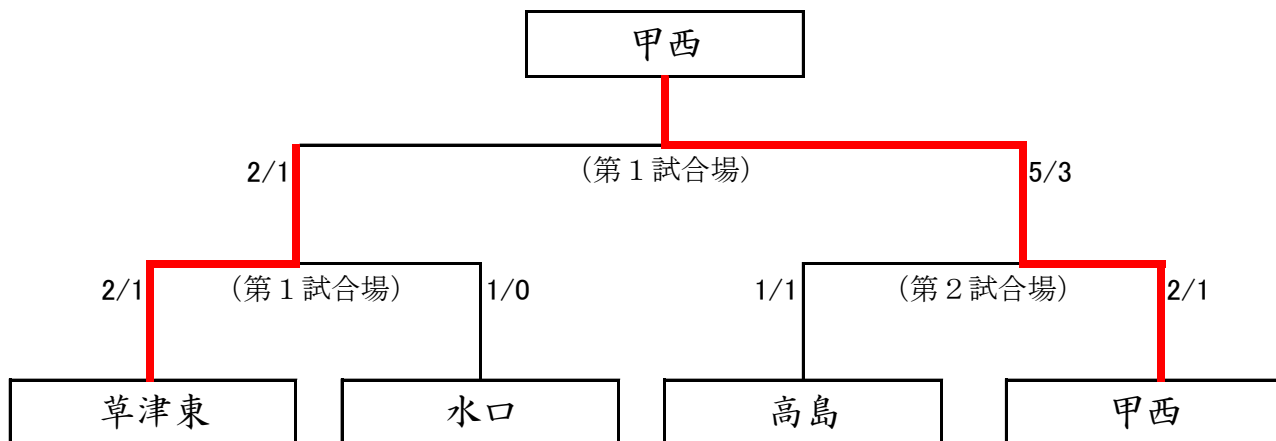 甲西
2/1 (第1試合場) 5/3
2/1 (第1試合場) 1/0 1/1 (第2試合場) 2/1
草津東 水口 高島 甲西